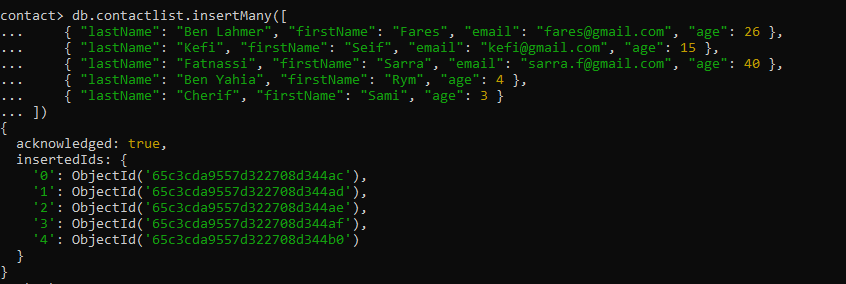 contact> db.contactlist.insertMany([
...     { "lastName": "Ben Lahmer", "firstName": "Fares", "email": "fares@gmail.com", "age": 26 },
...     { "lastName": "Kefi", "firstName": "Seif", "email": "kefi@gmail.com", "age": 15 },
...     { "lastName": "Fatnassi", "firstName": "Sarra", "email": "sarra.f@gmail.com", "age": 40 },
...     { "lastName": "Ben Yahia", "firstName": "Rym", "age": 4 },
...     { "lastName": "Cherif", "firstName": "Sami", "age": 3 }
... ])
{
  acknowledged: true,
  insertedIds: {
    '0': ObjectId('65c3cda9557d322708d344ac'),
    '1': ObjectId('65c3cda9557d322708d344ad'),
    '2': ObjectId('65c3cda9557d322708d344ae'),
    '3': ObjectId('65c3cda9557d322708d344af'),
    '4': ObjectId('65c3cda9557d322708d344b0')
  }
}